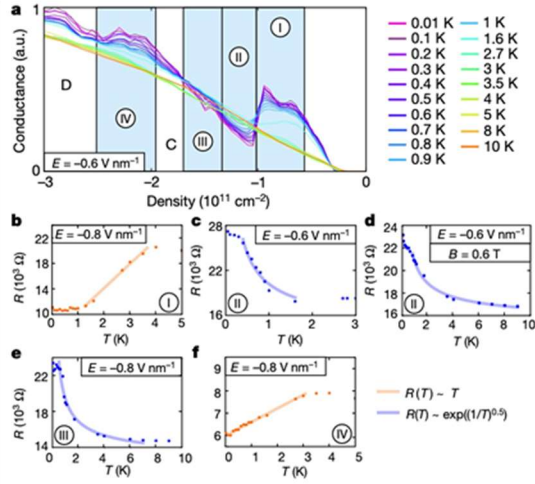 a
Conductance (a.u.)
1
0
D
IV
C
III
II
I
E = −0.6 V nm⁻¹
−3
−2
−1
0
Density (10¹¹ cm⁻²)
0.01 K
0.1 K
0.2 K
0.3 K
0.4 K
0.5 K
0.6 K
0.7 K
0.8 K
0.9 K
1 K
1.6 K
2.7 K
3 K
3.5 K
4 K
5 K
8 K
10 K
b
E = −0.8 V nm⁻¹
R (10³ Ω)
22
18
14
10
0 1 2 3 4 5
T (K)
I
c
E = −0.6 V nm⁻¹
R (10³ Ω)
28
24
20
16
0 1 2 3
T (K)
II
d
E = −0.6 V nm⁻¹
B = 0.6 T
R (10³ Ω)
24
22
20
18
16
0 2 4 6 8 10
T (K)
II
e
E = −0.8 V nm⁻¹
R (10³ Ω)
22
18
14
0 2 4 6 8 10
T (K)
III
f
E = −0.8 V nm⁻¹
R (10³ Ω)
9
8
7
6
0 1 2 3 4 5
T (K)
IV
R(T) ~ T
R(T) ~ exp((1/T)⁰·⁵)